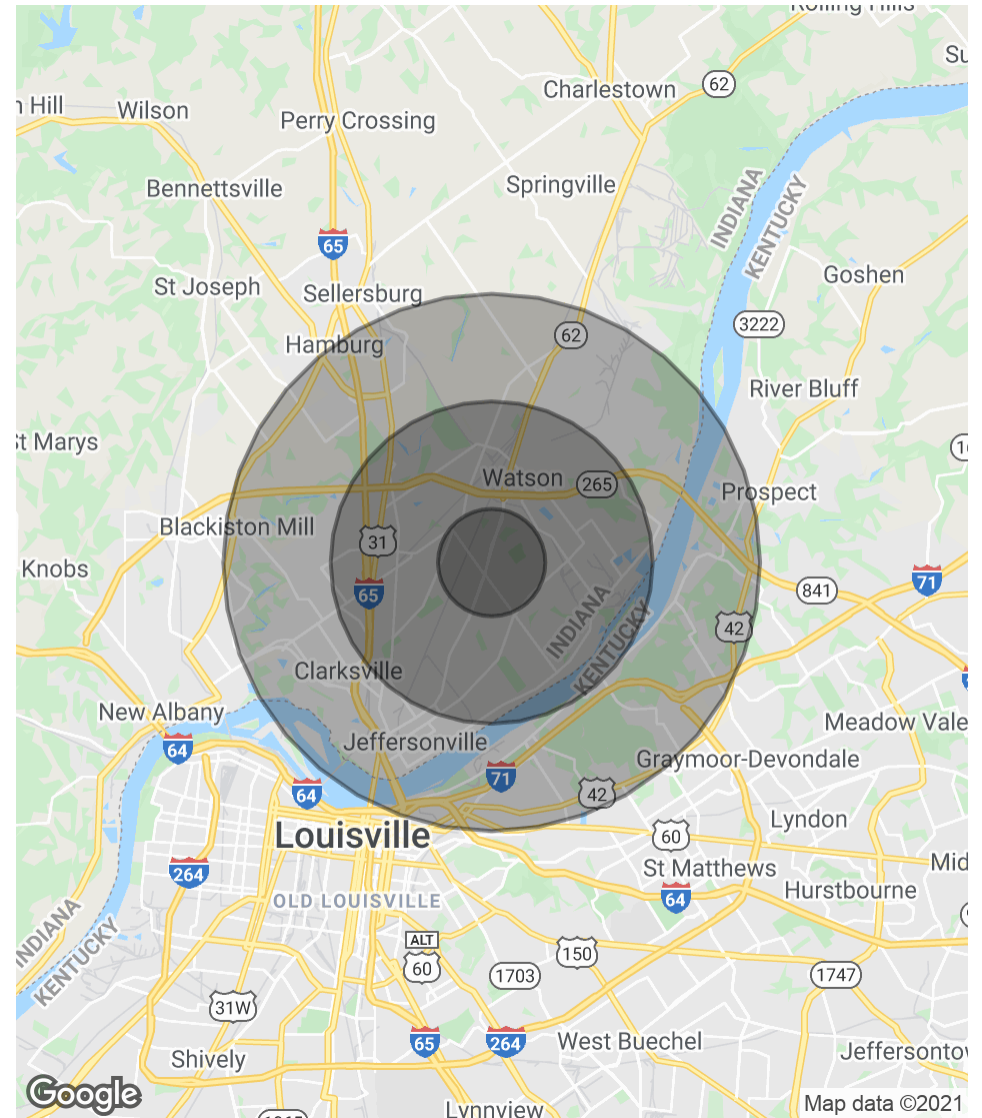 Rolling Hills
Charlestown
62
n Hill
Wilson
Perry Crossing
Bennettsville
Springville
INDIANA
KENTUCKY
65
Goshen
St Joseph
Sellersburg
3222
62
Hamburg
River Bluff
St Marys
Watson
265
Prospect
Blackiston Mill
31
Knobs
65
71
841
INDIANA
KENTUCKY
42
Clarksville
New Albany
Meadow Vale
64
Jeffersonville
Graymoor-Devondale
71
64
42
Louisville
60
Lyndon
St Matthews
Mid
264
Hurstbourne
64
OLD LOUISVILLE
INDIANA
KENTUCKY
ALT
60
150
1703
1747
31W
65
264
West Buechel
Shively
Jeffersontow
Google
Lynnview
Map data ©2021